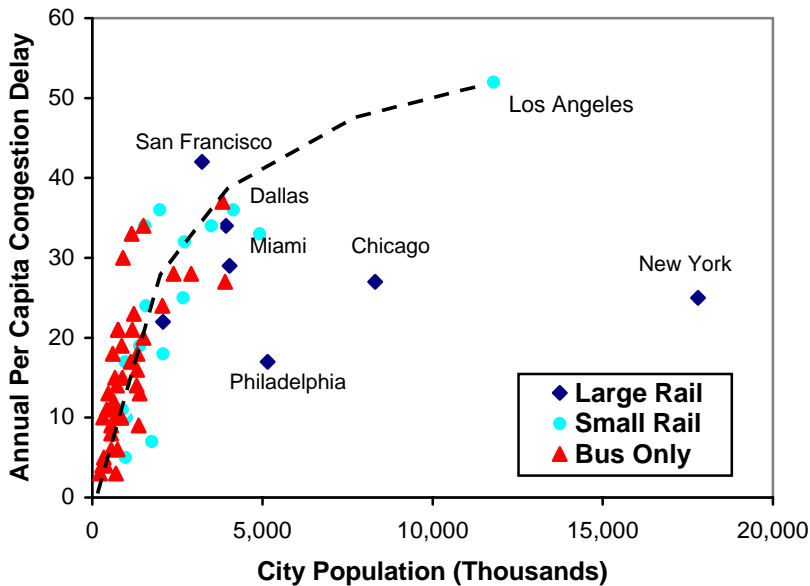 Annual Per Capita Congestion Delay
60
50
40
30
20
10
0
San Francisco
Los Angeles
Dallas
Miami
Chicago
New York
Philadelphia
Large Rail
Small Rail
Bus Only
0 5,000 10,000 15,000 20,000
City Population (Thousands)